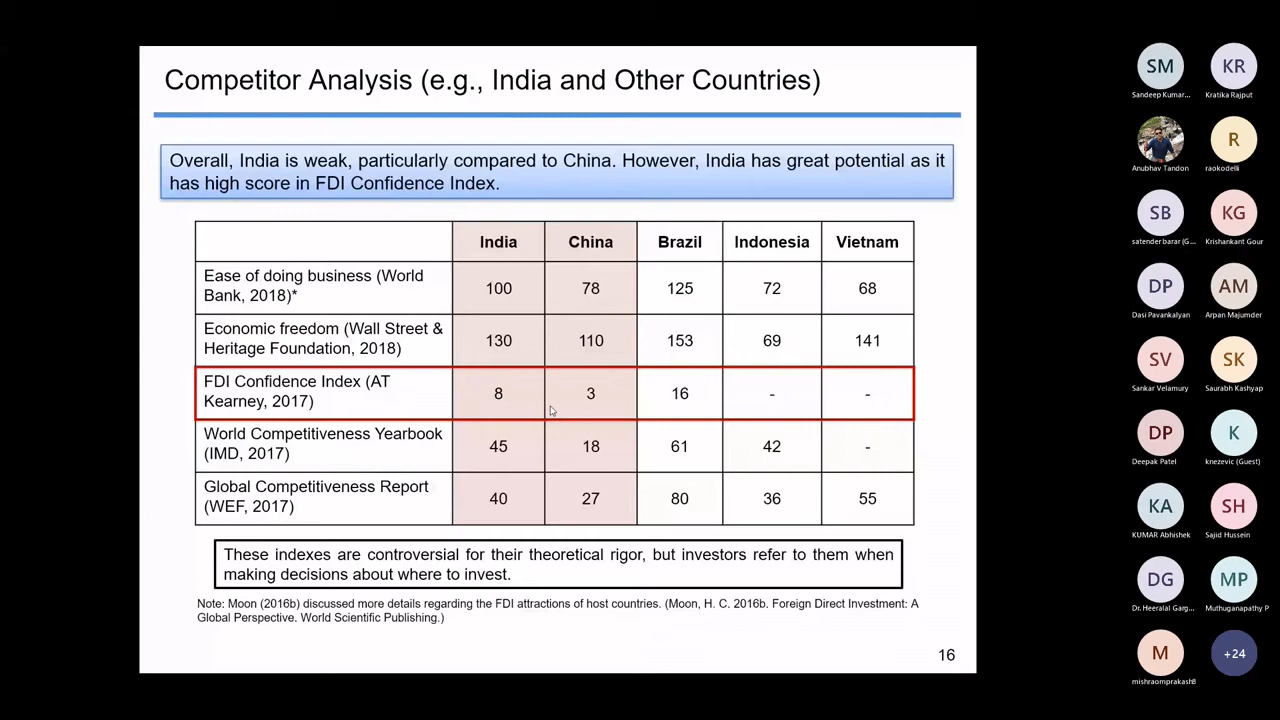 Competitor Analysis (e.g., India and Other Countries)
Overall, India is weak, particularly compared to China. However, India has great potential as it
has high score in FDI Confidence Index.
India China Brazil Indonesia Vietnam
Ease of doing business (World
Bank, 2018)*
100 78 125 72 68
Economic freedom (Wall Street &
Heritage Foundation, 2018)
130 110 153 69 141
FDI Confidence Index (AT
Kearney, 2017)
8 3 16 - -
World Competitiveness Yearbook
(IMD, 2017)
45 18 61 42 -
Global Competitiveness Report
(WEF, 2017)
40 27 80 36 55
These indexes are controversial for their theoretical rigor, but investors refer to them when
making decisions about where to invest.
Note: Moon (2016b) discussed more details regarding the FDI attractions of host countries. (Moon, H. C. 2016b. Foreign Direct Investment: A
Global Perspective. World Scientific Publishing.)
16
SM KR
Sandeep Kumar... Kratika Rajput
R
Anubhav Tandon raokodelli
SB KG
satender barar (G... Krishankant Gour
DP AM
Dasi Pavankalyan Arpan Majumder
SV SK
Sankar Velamury Saurabh Kashyap
DP K
Deepak Patel knezevic (Guest)
KA SH
KUMAR Abhishek Sajid Hussein
DG MP
Dr. Heeralal Garg... Muthuganapathy P
M +24
mishraomprakash8